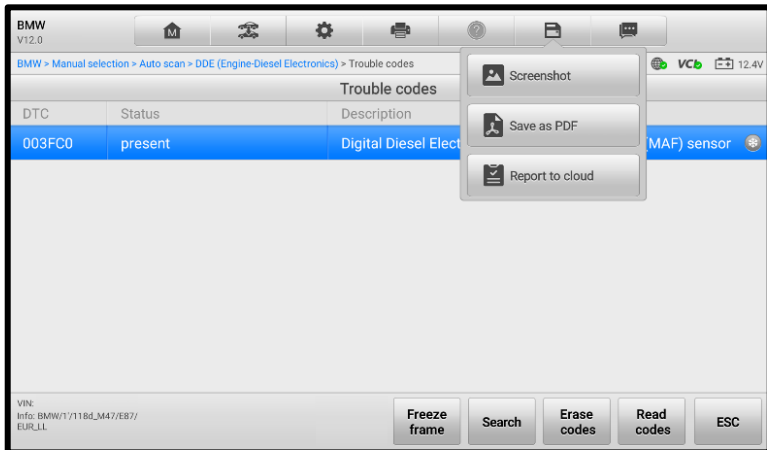 BMW
V12.0
M
?
BMW > Manual selection > Auto scan > DDE (Engine-Diesel Electronics) > Trouble codes
VCI
12.4V
Screenshot
Save as PDF
Report to cloud
Trouble codes
DTC Status Description
003FC0 present Digital Diesel Elect (MAF) sensor
VIN:
Info: BMW/1'/118d_M47/E87/
EUR_LL
Freeze
frame
Search
Erase
codes
Read
codes
ESC